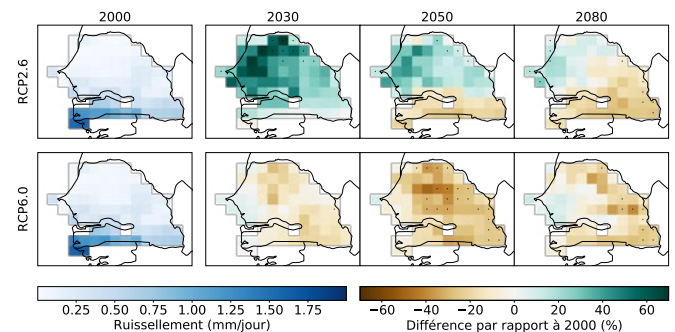 2000 2030 2050 2080
RCP2.6
RCP6.0
0.25 0.50 0.75 1.00 1.25 1.50 1.75
Ruissellement (mm/jour)
−60 −40 −20 0 20 40 60
Différence par rapport à 2000 (%)